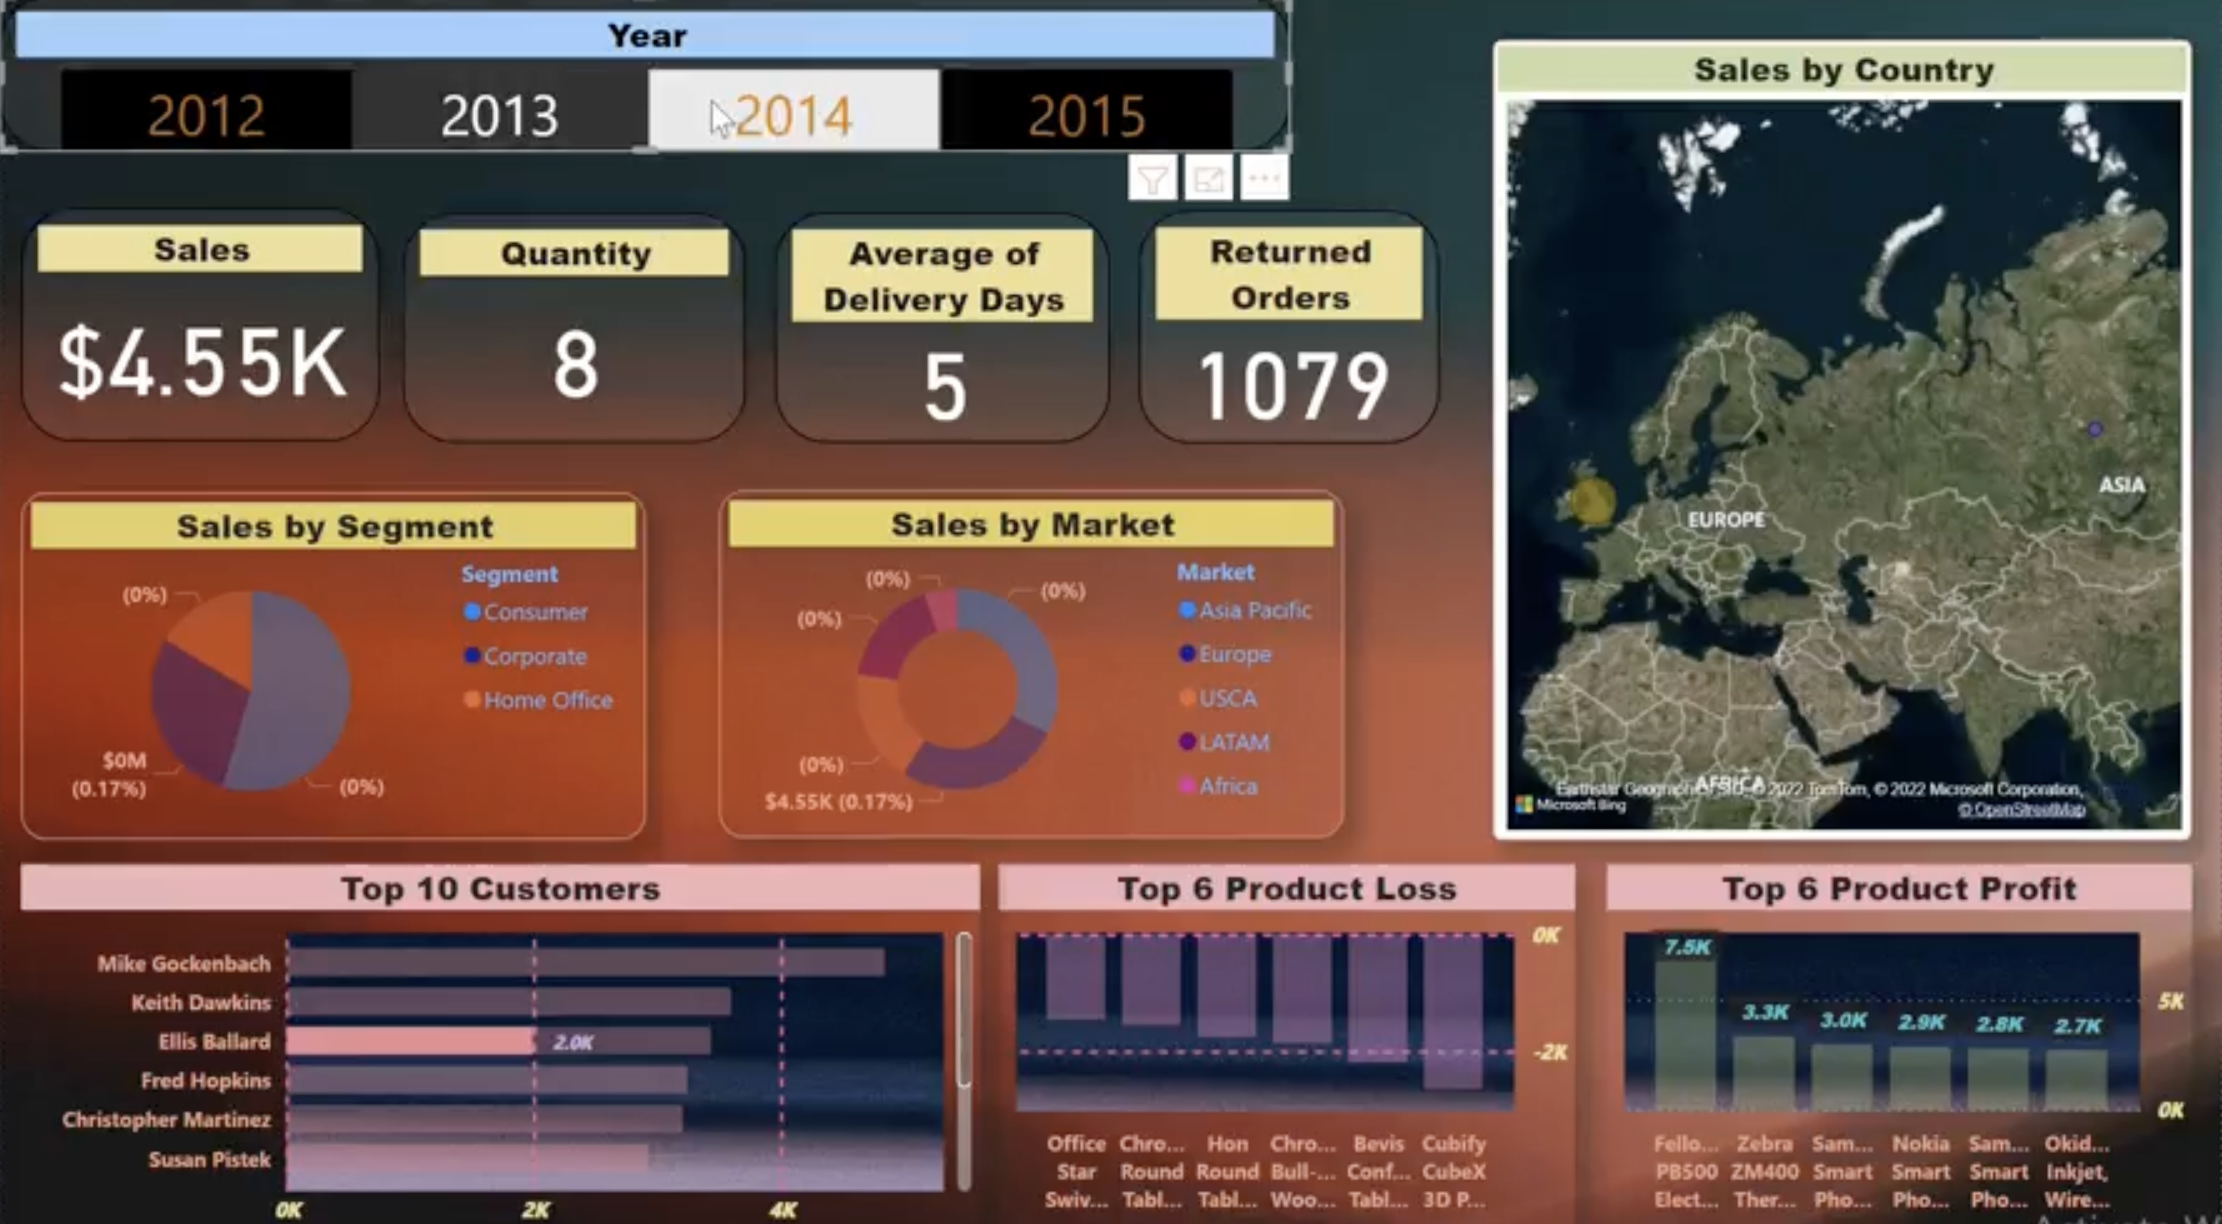 Year
2012 2013 2014 2015
Sales
$4.55K
Quantity
8
Average of
Delivery Days
5
Returned
Orders
1079
Sales by Country
EUROPE
ASIA
AFRICA
© 2022 TomTom, © 2022 Microsoft Corporation,
© OpenStreetMap
Microsoft Bing
Sales by Segment
(0%)
$0M
(0.17%)
(0%)
Segment
Consumer
Corporate
Home Office
Sales by Market
(0%)
(0%)
(0%)
(0%)
$4.55K (0.17%)
Market
Asia Pacific
Europe
USCA
LATAM
Africa
Top 10 Customers
Mike Gockenbach
Keith Dawkins
Ellis Ballard
2.0K
Fred Hopkins
Christopher Martinez
Susan Pistek
0K 2K 4K
Top 6 Product Loss
0K
-2K
Office Chro... Hon Chro... Bevis Cubify
Star Round Round Bull-... Conf... CubeX
Swiv... Tabl... Tabl... Woo... Tabl... 3D P...
Top 6 Product Profit
7.5K
3.3K 3.0K 2.9K 2.8K 2.7K
5K
0K
Fello... Zebra Sam... Nokia Sam... Okid...
PB500 ZM400 Smart Smart Smart Inkjet,
Elect... Ther... Pho... Pho... Pho... Wire...